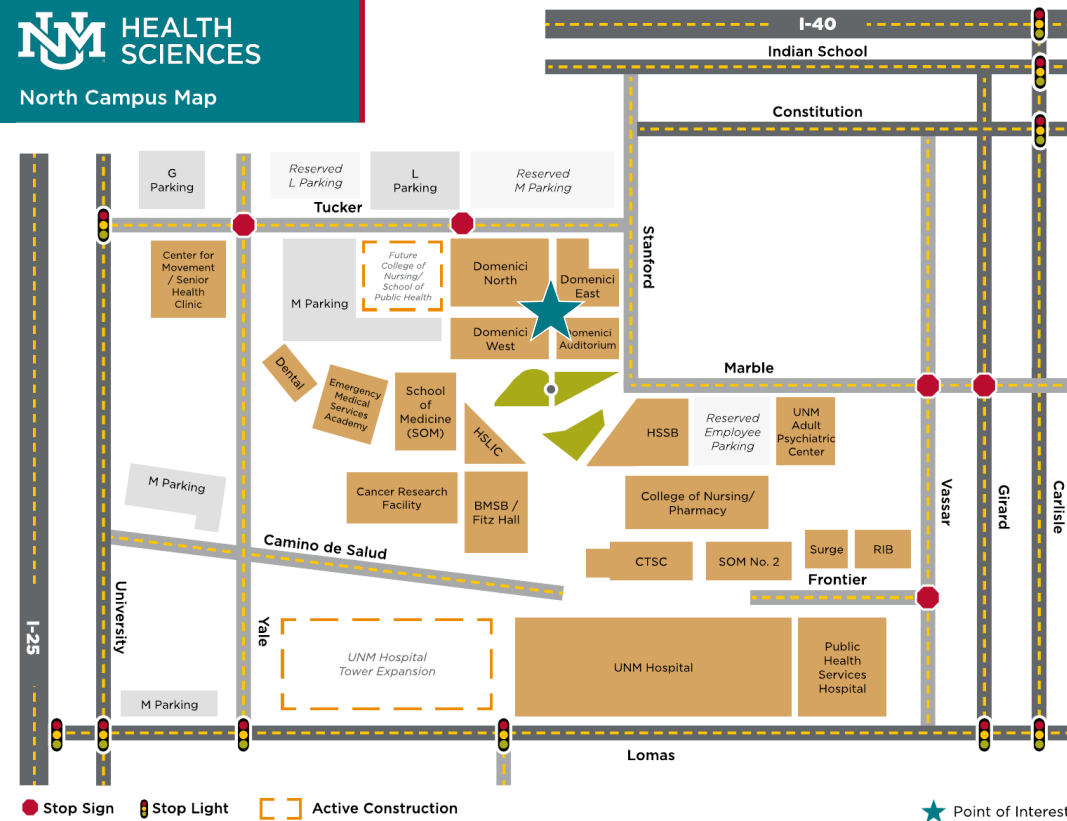 UNM HEALTH
SCIENCES
North Campus Map
I-40
Indian School
Constitution
G
Parking
Reserved
L Parking
L
Parking
Reserved
M Parking
Tucker
Stanford
Center for
Movement
/ Senior
Health
Clinic
M Parking
Future
College of
Nursing/
School of
Public Health
Domenici
North
Domenici
East
Domenici
West
Domenici
Auditorium
Marble
Dental
Emergency
Medical
Services
Academy
School
of
Medicine
(SOM)
HSLIC
HSSB
Reserved
Employee
Parking
UNM
Adult
Psychiatric
Center
M Parking
Cancer Research
Facility
BMSB /
Fitz Hall
College of Nursing/
Pharmacy
Vassar
Girard
Carlisle
Camino de Salud
CTSC
SOM No. 2
Surge
RIB
Frontier
I-25
University
Yale
UNM Hospital
Tower Expansion
UNM Hospital
Public
Health
Services
Hospital
M Parking
Lomas
Stop Sign
Stop Light
Active Construction
Point of Interest